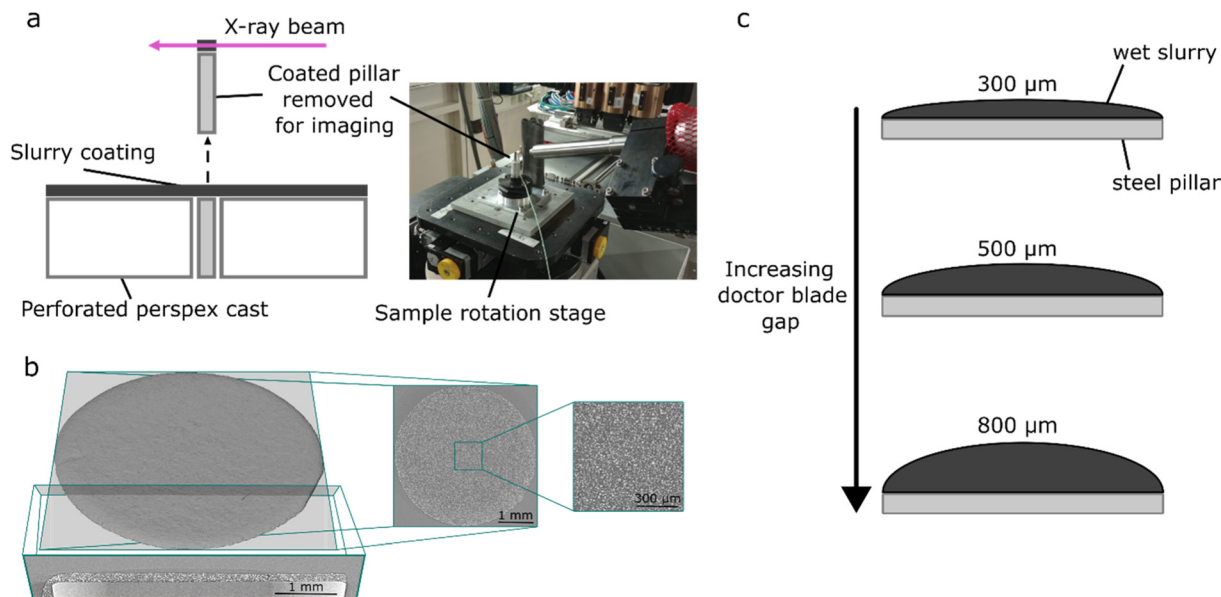 a
X-ray beam
Coated pillar
removed
for imaging
Slurry coating
Perforated perspex cast
Sample rotation stage
b
1 mm
300 µm
1 mm
c
wet slurry
300 µm
steel pillar
500 µm
Increasing
doctor blade
gap
800 µm